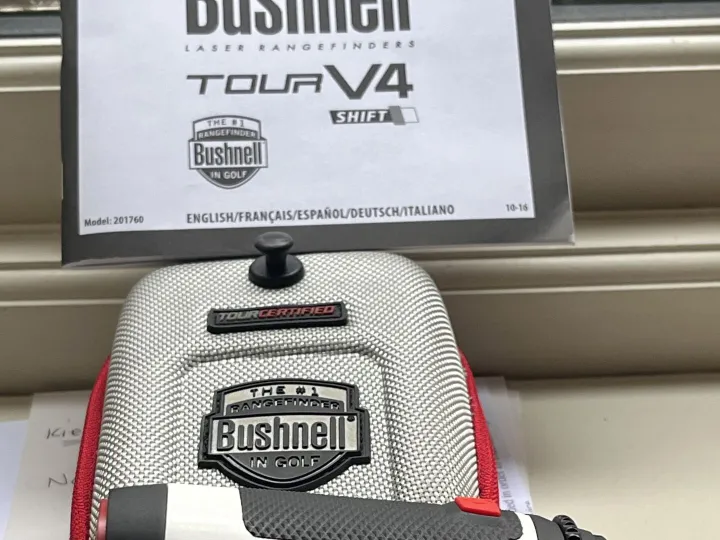 Bushnell
LASER RANGEFINDERS
TOUR V4
SHIFT
THE #1
RANGEFINDER
Bushnell
IN GOLF
Model: 201760
ENGLISH/FRANÇAIS/ESPAÑOL/DEUTSCH/ITALIANO
10-16
TOURCERTIFIED
THE #1
RANGEFINDER
Bushnell
IN GOLF